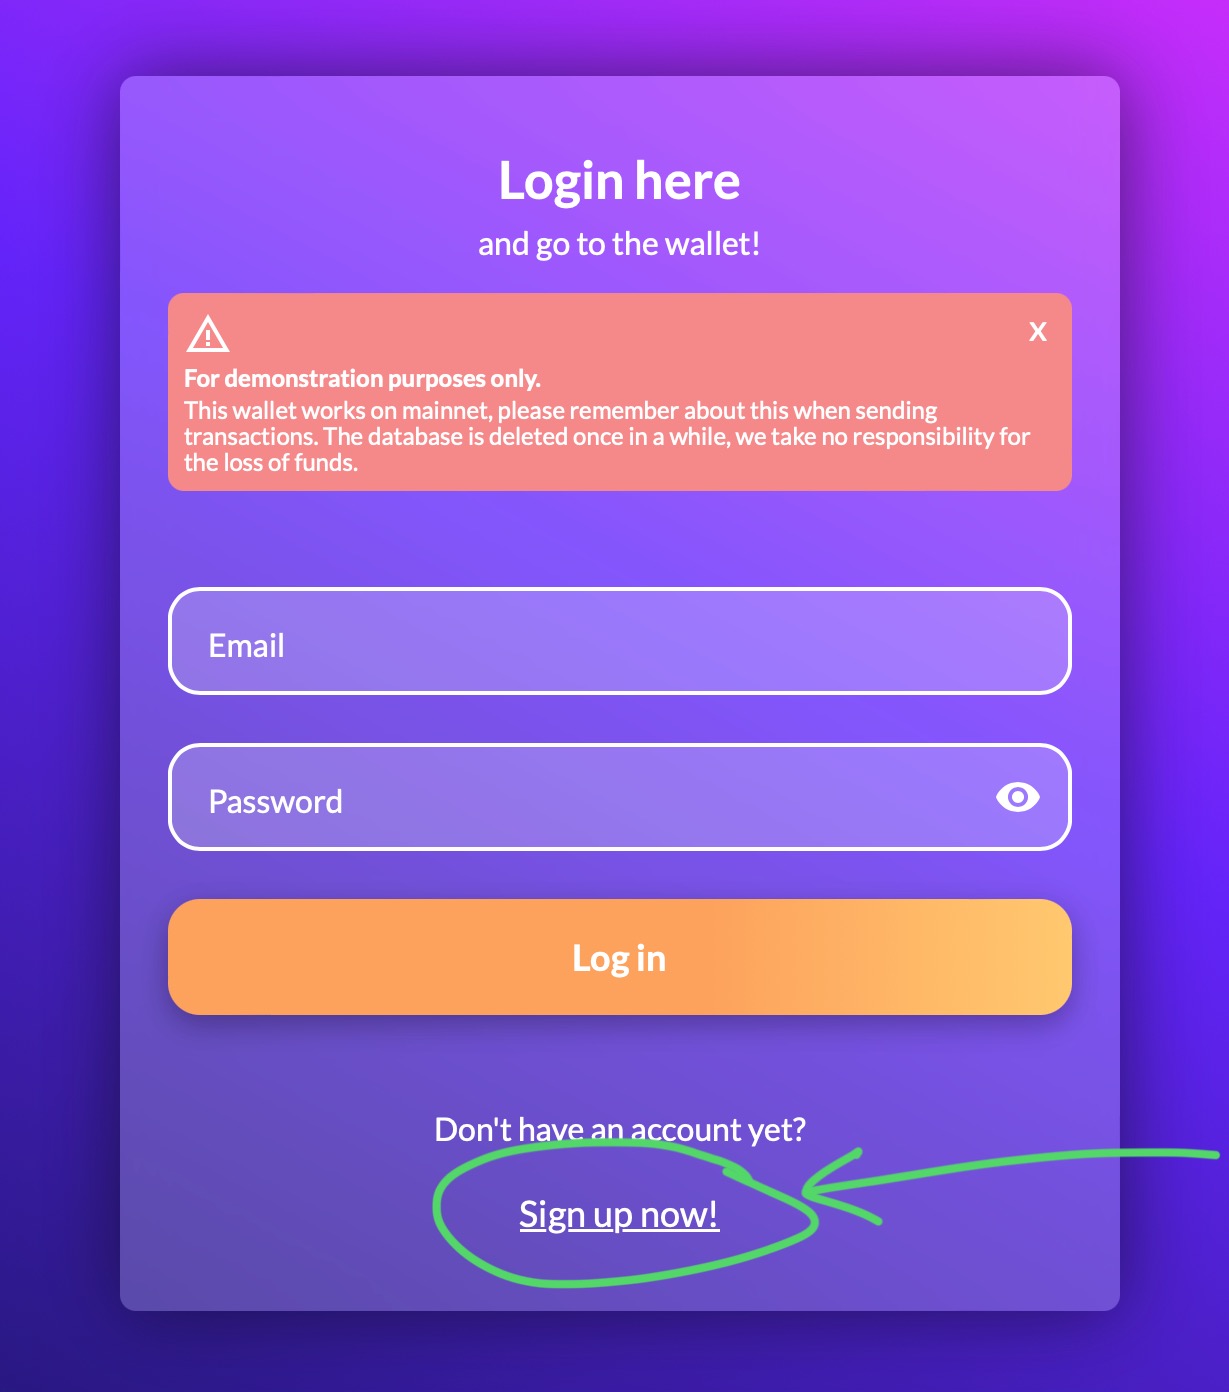 Login here
and go to the wallet!
X
For demonstration purposes only.
This wallet works on mainnet, please remember about this when sending
transactions. The database is deleted once in a while, we take no responsibility for
the loss of funds.
Email
Password
Log in
Don't have an account yet?
Sign up now!